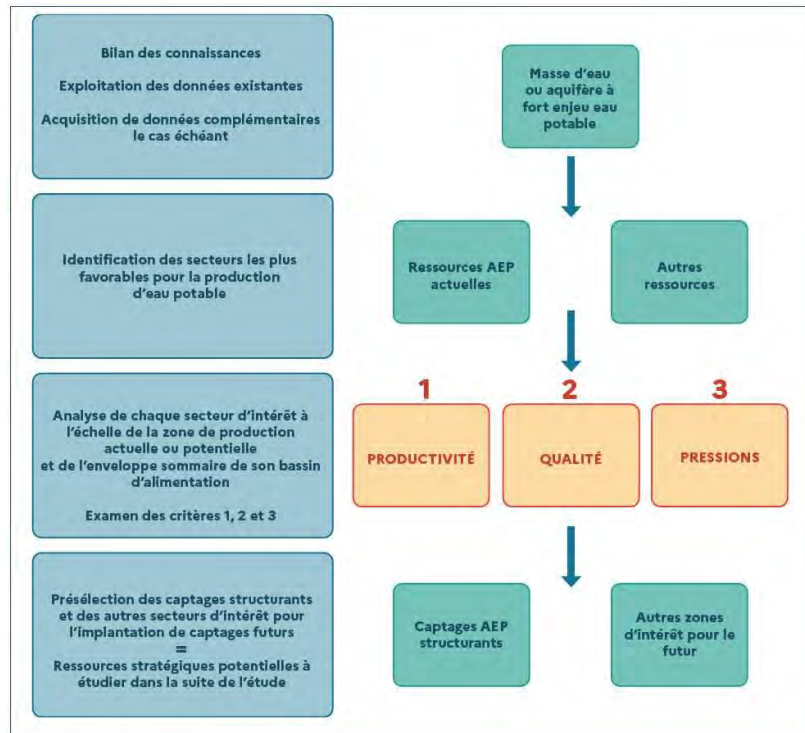 Bilan des connaissances
Exploitation des données existantes
Acquisition de données complémentaires
le cas échéant
Masse d'eau
ou aquifère à
fort enjeu eau
potable
Identification des secteurs les plus
favorables pour la production
d'eau potable
Ressources AEP
actuelles
Autres
ressources
Analyse de chaque secteur d'intérêt à
l'échelle de la zone de production
actuelle ou potentielle
et de l'enveloppe sommaire de son bassin
d'alimentation
Examen des critères 1, 2 et 3
1
PRODUCTIVITÉ
2
QUALITÉ
3
PRESSIONS
Présélection des captages structurants
et des autres secteurs d'intérêt pour
l'implantation de captages futurs
=
Ressources stratégiques potentielles à
étudier dans la suite de l'étude
Captages AEP
structurants
Autres zones
d'intérêt pour le
futur